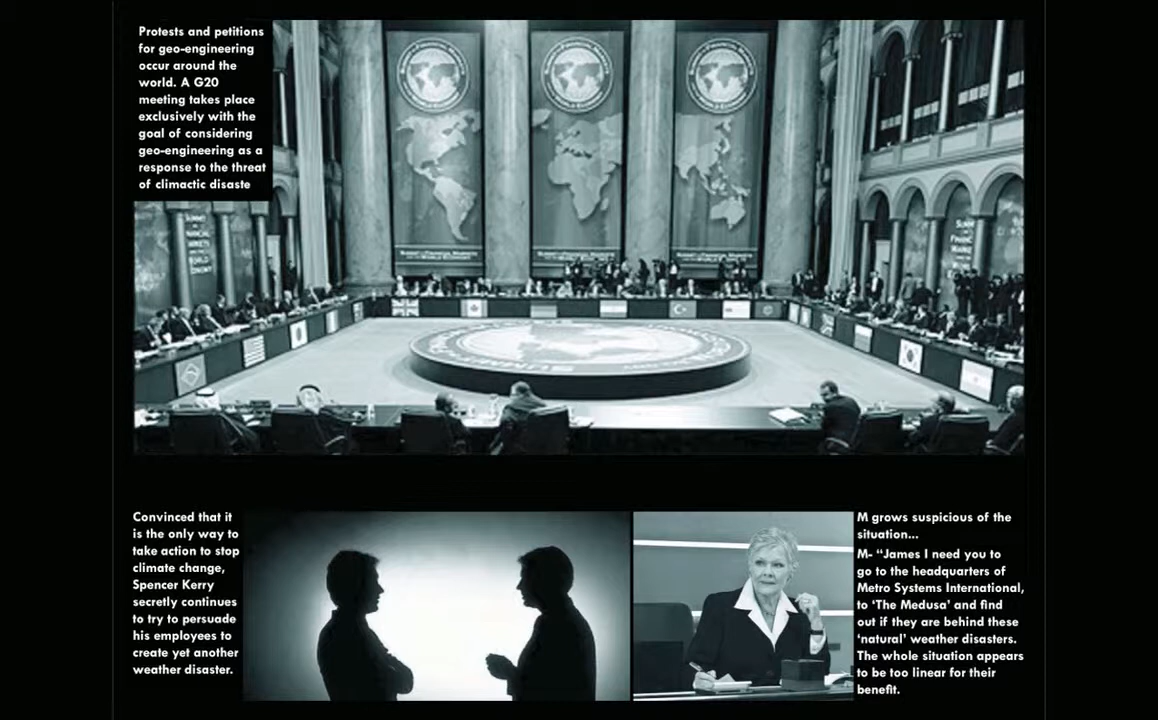 Protests and petitions
for geo-engineering
occur around the
world. A G20
meeting takes place
exclusively with the
goal of considering
geo-engineering as a
response to the threat
of climactic disaste
Convinced that it
is the only way to
take action to stop
climate change,
Spencer Kerry
secretly continues
to try to persuade
his employees to
create yet another
weather disaster.
M grows suspicious of the
situation...
M- “James I need you to
go to the headquarters of
Metro Systems International,
to ‘The Medusa’ and find
out if they are behind these
‘natural’ weather disasters.
The whole situation appears
to be too linear for their
benefit.